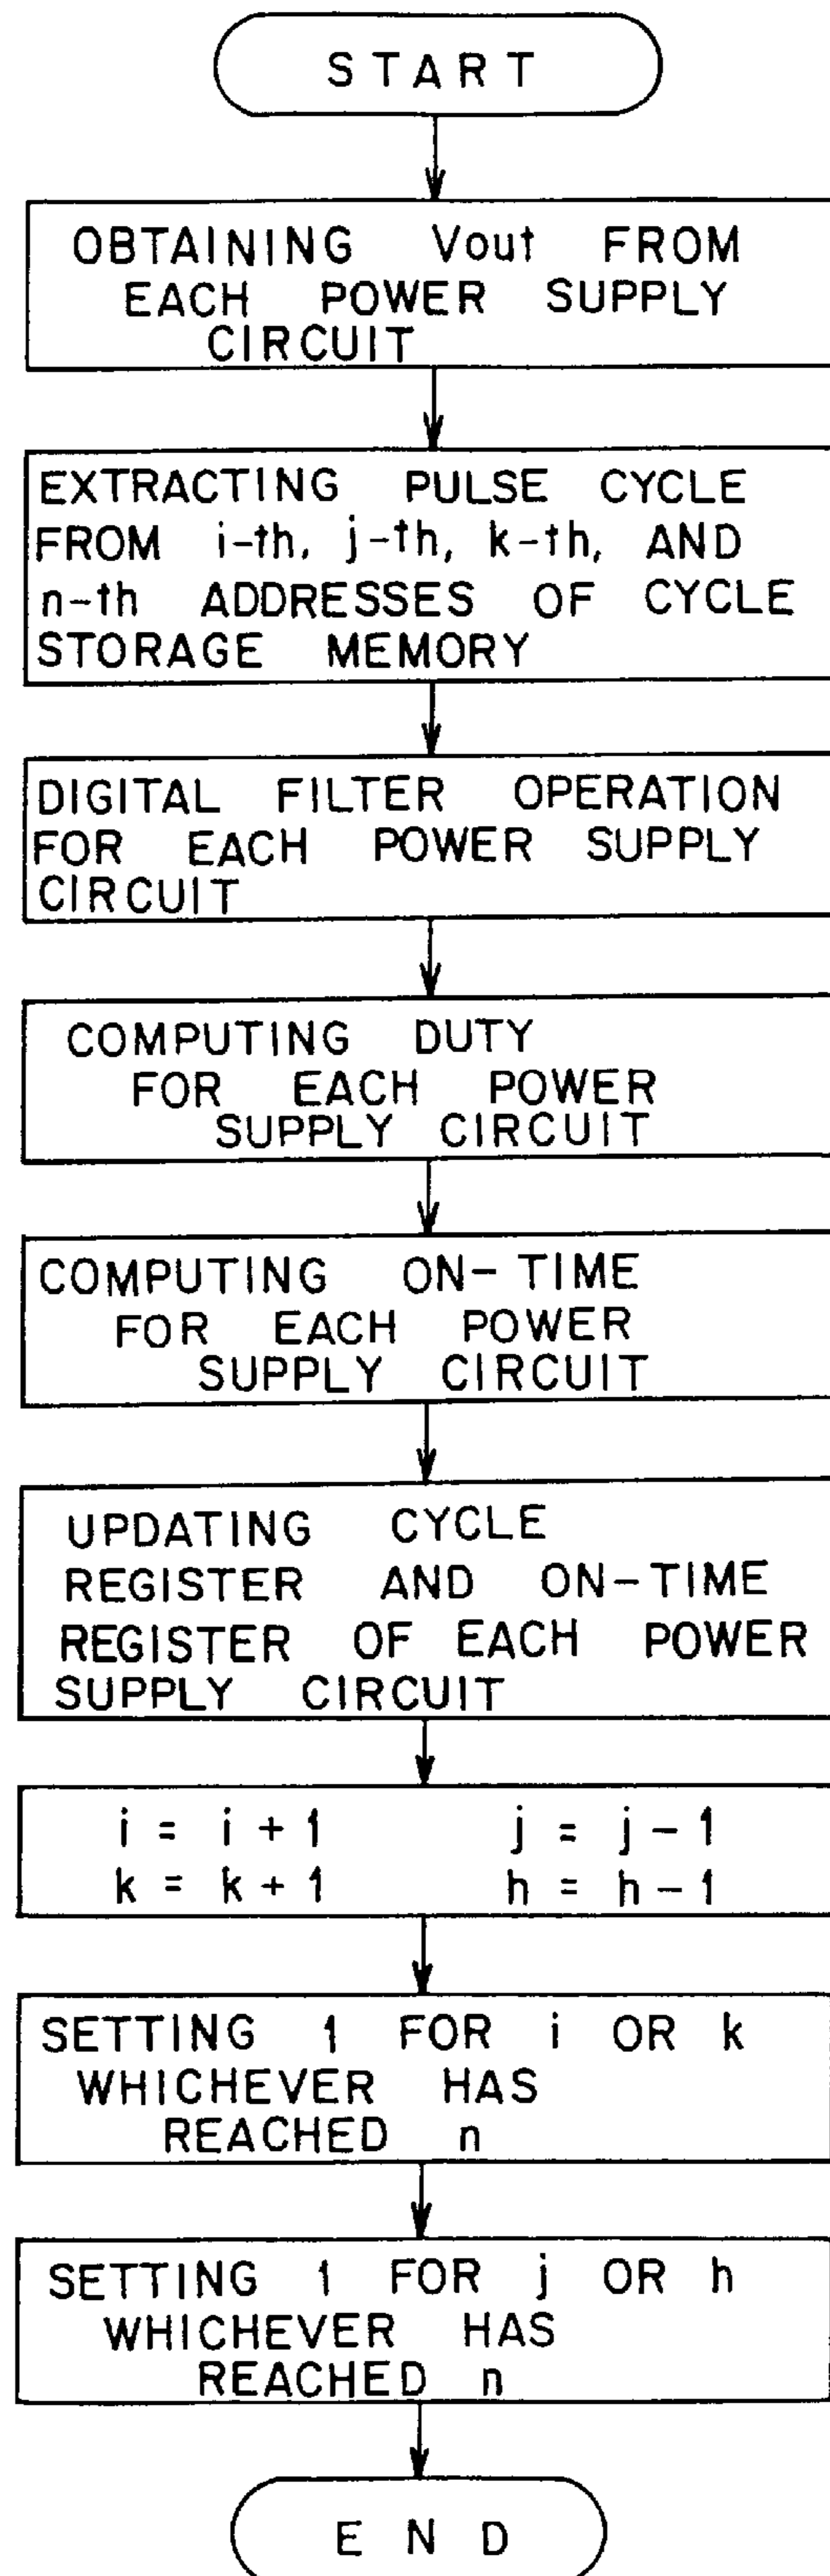 START
OBTAINING Vout FROM
EACH POWER SUPPLY
CIRCUIT
EXTRACTING PULSE CYCLE
FROM i-th, j-th, k-th, AND
n-th ADDRESSES OF CYCLE
STORAGE MEMORY
DIGITAL FILTER OPERATION
FOR EACH POWER SUPPLY
CIRCUIT
COMPUTING DUTY
FOR EACH POWER
SUPPLY CIRCUIT
COMPUTING ON-TIME
FOR EACH POWER
SUPPLY CIRCUIT
UPDATING CYCLE
REGISTER AND ON-TIME
REGISTER OF EACH POWER
SUPPLY CIRCUIT
i = i + 1 j = j - 1
k = k + 1 h = h - 1
SETTING 1 FOR i OR k
WHICHEVER HAS
REACHED n
SETTING 1 FOR j OR h
WHICHEVER HAS
REACHED n
END